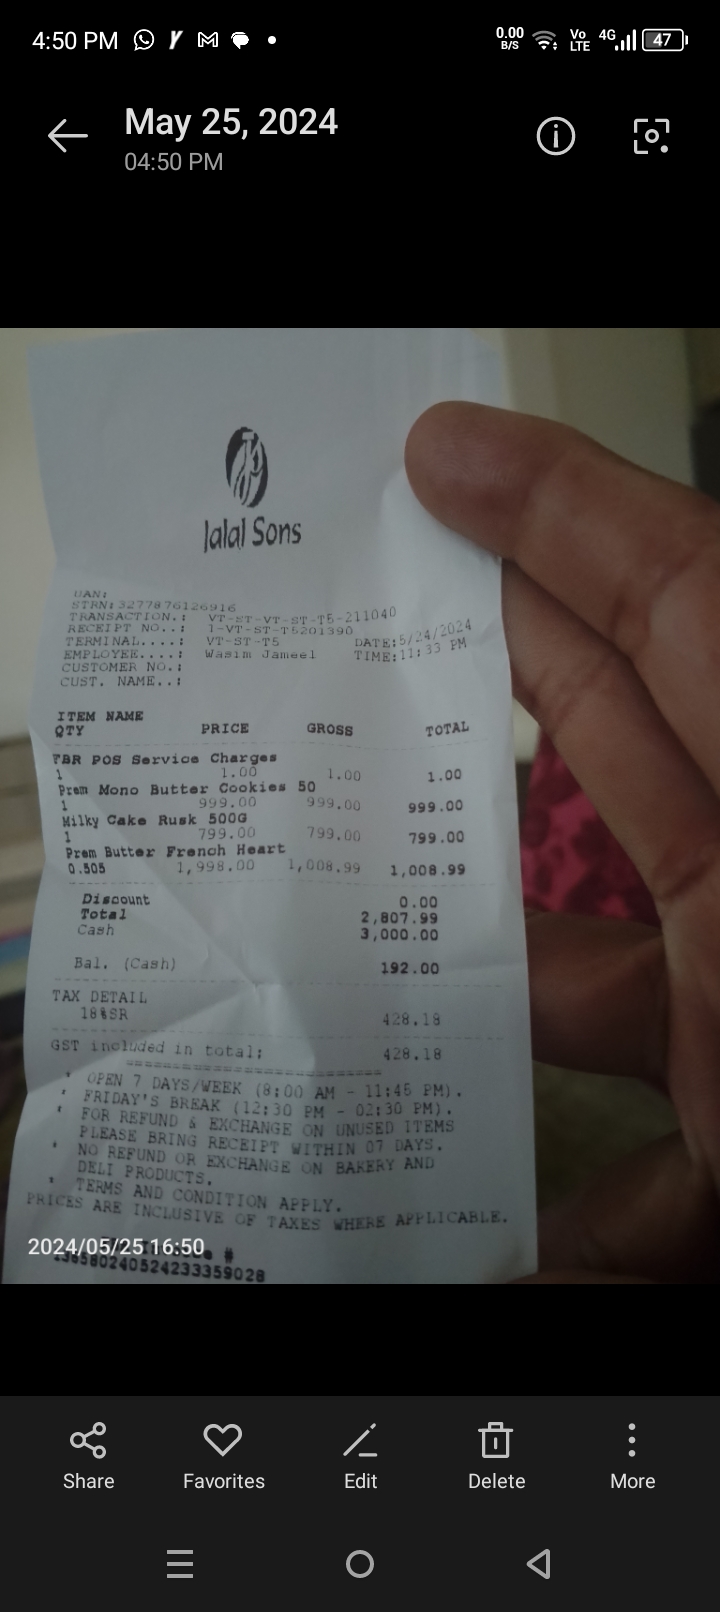 4:50 PM
0.00 B/S Vo LTE 4G 47
May 25, 2024
04:50 PM
Jalal Sons
UAN:
STRN:3277876126916
TRANSACTION.: VT-ST-VT-ST-T5-211040
RECEIPT NO..: 1-VT-ST-T5201390
TERMINAL....: VT-ST-T5 DATE:5/24/2024
EMPLOYEE....: Wasim Jameel TIME:11:33 PM
CUSTOMER NO.:
CUST. NAME..:
ITEM NAME
QTY PRICE GROSS TOTAL
FBR POS Service Charges
1 1.00 1.00 1.00
Prem Mono Butter Cookies 50
1 999.00 999.00 999.00
Milky Cake Rusk 500G
1 799.00 799.00 799.00
Prem Butter French Heart
0.505 1,998.00 1,008.99 1,008.99
Discount 0.00
Total 2,807.99
Cash 3,000.00
Bal. (Cash) 192.00
TAX DETAIL
18%SR 428.18
GST included in total: 428.18
========================
* OPEN 7 DAYS/WEEK (8:00 AM - 11:45 PM).
* FRIDAY'S BREAK (12:30 PM - 02:30 PM).
* FOR REFUND & EXCHANGE ON UNUSED ITEMS
PLEASE BRING RECEIPT WITHIN 07 DAYS.
* NO REFUND OR EXCHANGE ON BAKERY AND
DELI PRODUCTS.
* TERMS AND CONDITION APPLY.
PRICES ARE INCLUSIVE OF TAXES WHERE APPLICABLE.
2024/05/25 16:50
#
Share Favorites Edit Delete More